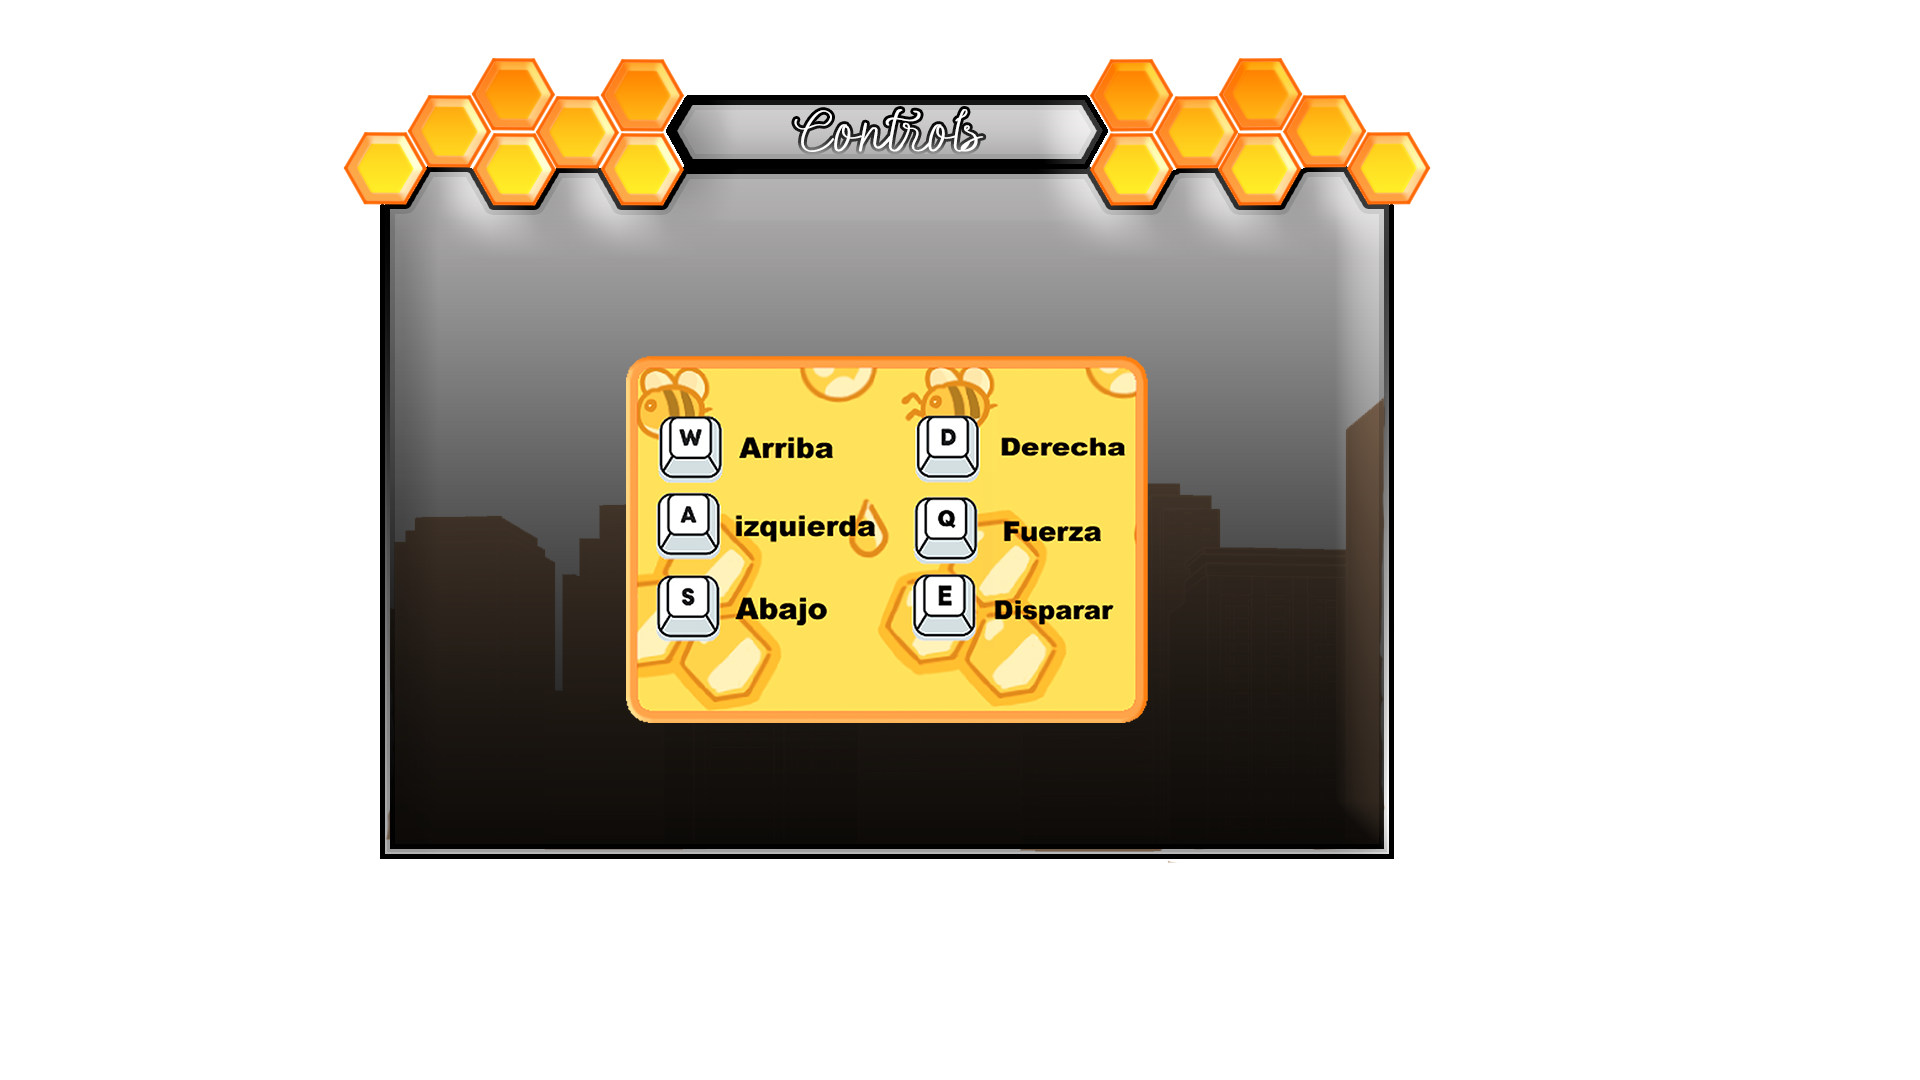 Controls
W Arriba
A izquierda
S Abajo
D Derecha
Q Fuerza
E Disparar